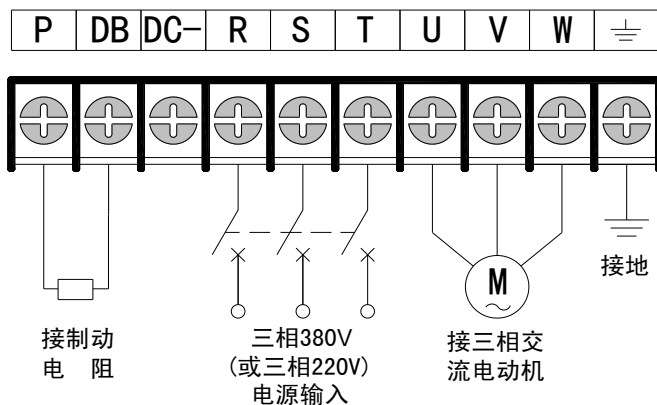 P DB DC- R S T U V W
M
接地
接制动
电 阻
三相380V
(或三相220V)
电源输入
接三相交
流电动机